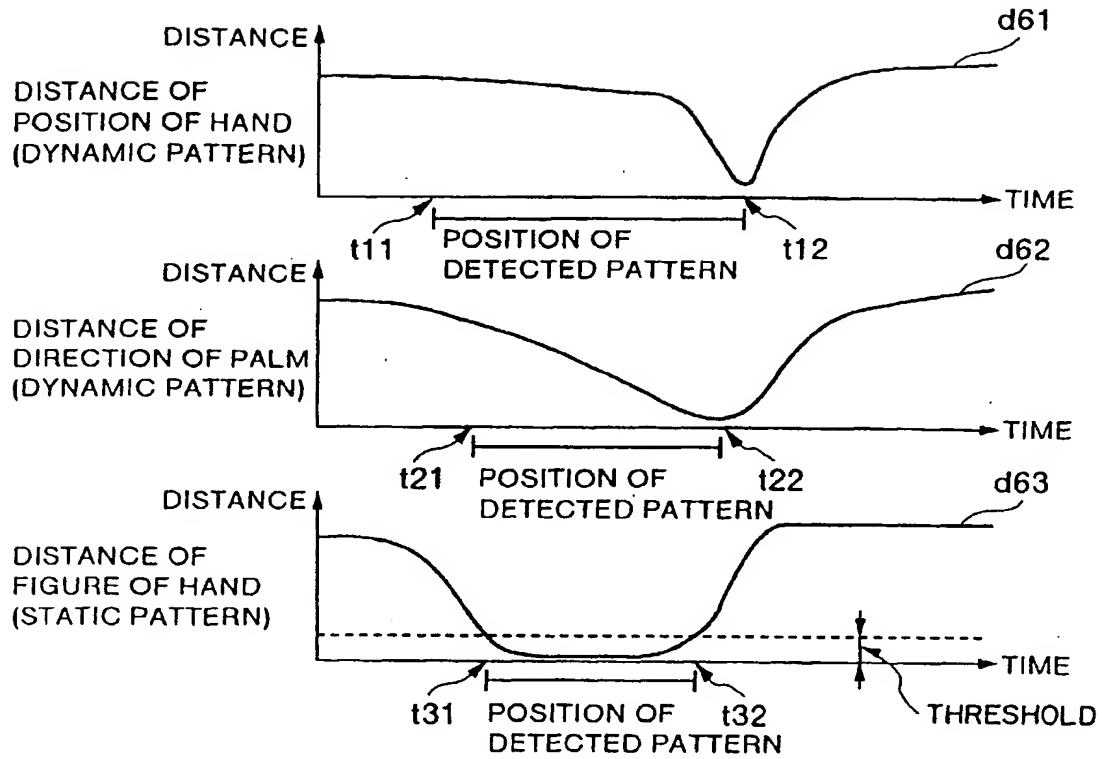 DISTANCE
d61
DISTANCE OF
POSITION OF HAND
(DYNAMIC PATTERN)
TIME
t11
POSITION OF
DETECTED PATTERN
t12
DISTANCE
d62
DISTANCE OF
DIRECTION OF PALM
(DYNAMIC PATTERN)
TIME
t21
POSITION OF
DETECTED PATTERN
t22
DISTANCE
d63
DISTANCE OF
FIGURE OF HAND
(STATIC PATTERN)
TIME
t31
POSITION OF
DETECTED PATTERN
t32
THRESHOLD